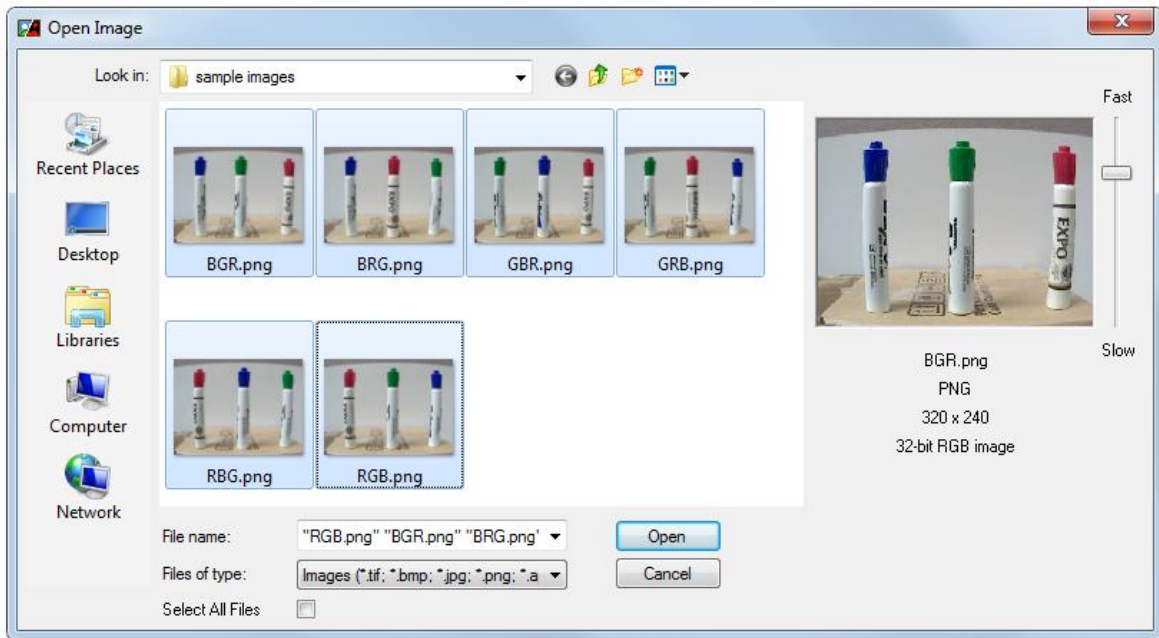 Open Image
Look in:
sample images
Fast
Recent Places
Desktop
Libraries
Computer
Network
BGR.png
BRG.png
GBR.png
GRB.png
RBG.png
RGB.png
EXPO
Slow
BGR.png
PNG
320 x 240
32-bit RGB image
File name:
"RGB.png" "BGR.png" "BRG.png'
Open
Files of type:
Images (*.tif; *.bmp; *.jpg; *.png; *.a
Cancel
Select All Files